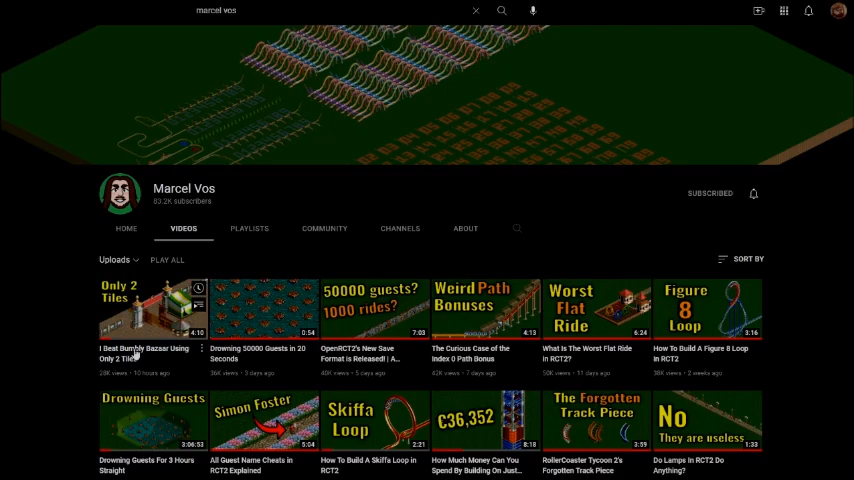 marcel vos
Marcel Vos
83.2K subscribers
SUBSCRIBED
HOME VIDEOS PLAYLISTS COMMUNITY CHANNELS ABOUT
Uploads PLAY ALL SORT BY
Only 2
Tiles
4:10
I Beat Bumbly Bazaar Using
Only 2 Tiles
28K views • 10 hours ago
0:54
Drowning 50000 Guests in 20
Seconds
36K views • 3 days ago
50000 guests?
1000 rides?
7:03
OpenRCT2's New Save
Format is Released! | A...
40K views • 5 days ago
Weird Path
Bonuses
4:13
The Curious Case of the
Index 0 Path Bonus
42K views • 7 days ago
Worst
Flat
Ride
6:24
What Is The Worst Flat Ride
in RCT2?
50K views • 11 days ago
Figure
8
Loop
3:16
How To Build A Figure 8 Loop
in RCT2
36K views • 2 weeks ago
Drowning Guests
3:06:53
Drowning Guests For 3 Hours
Straight
Simon Foster
5:04
All Guest Name Cheats in
RCT2 Explained
Skiffa
Loop
2:21
How To Build A Skiffa Loop in
RCT2
€36,352
8:18
How Much Money Can You
Spend By Building On Just...
The Forgotten
Track Piece
3:59
RollerCoaster Tycoon 2's
Forgotten Track Piece
No
They are useless
1:33
Do Lamps In RCT2 Do
Anything?